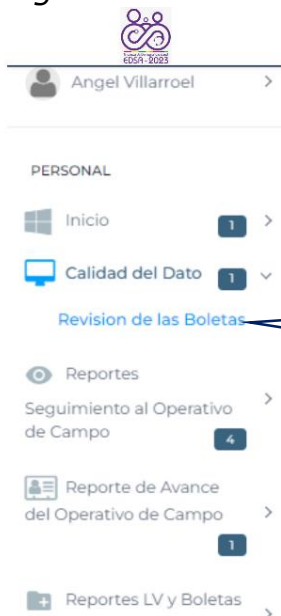 EDSA - 2023
Angel Villarroel
PERSONAL
Inicio 1
Calidad del Dato 1
Revision de las Boletas
Reportes
Seguimiento al Operativo
de Campo
4
Reporte de Avance
del Operativo de Campo
1
Reportes LV y Boletas